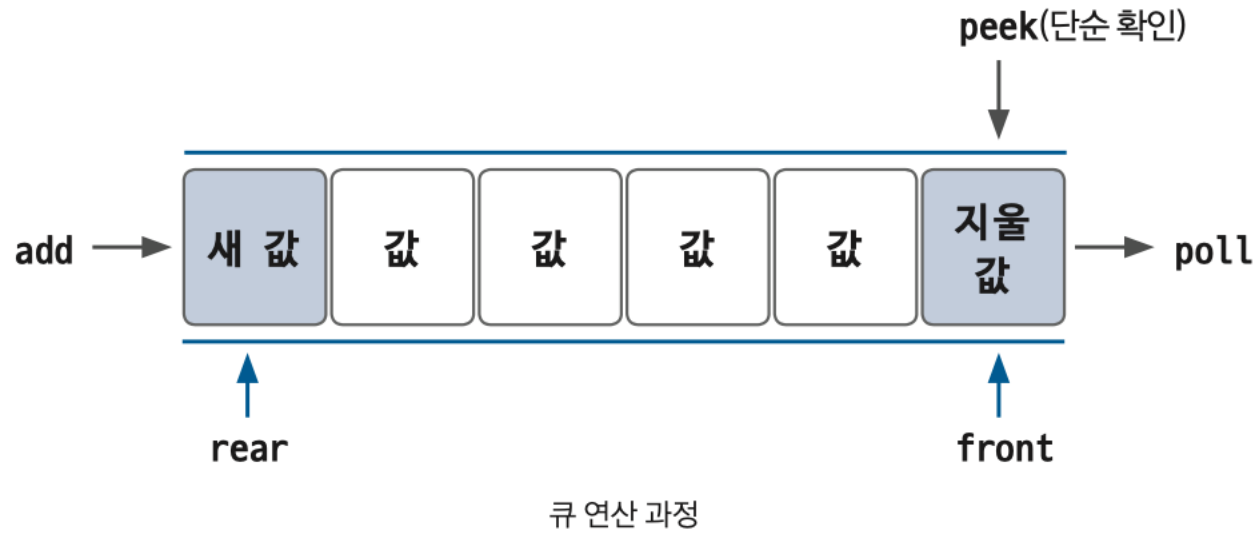 peek(단순 확인)
add
새 값
값
값
값
값
지울
값
poll
rear
front
큐 연산 과정